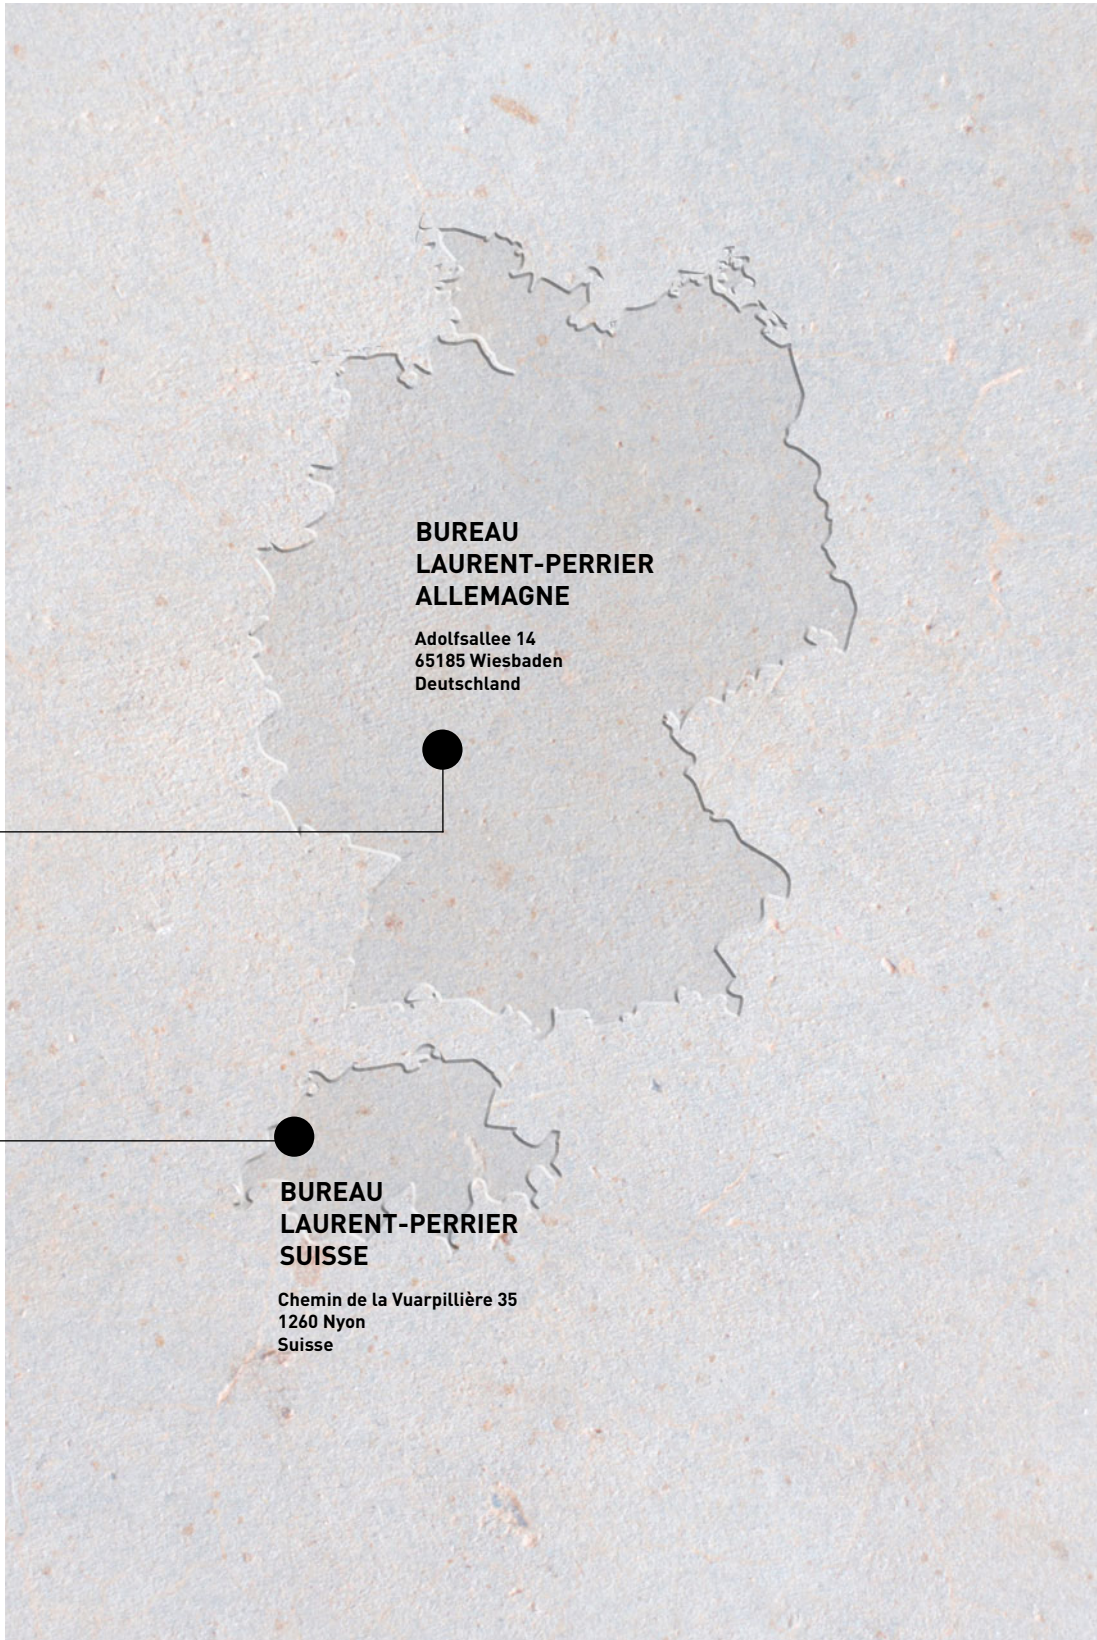 BUREAU
LAURENT-PERRIER
ALLEMAGNE
Adolfsallee 14
65185 Wiesbaden
Deutschland
BUREAU
LAURENT-PERRIER
SUISSE
Chemin de la Vuarpillière 35
1260 Nyon
Suisse